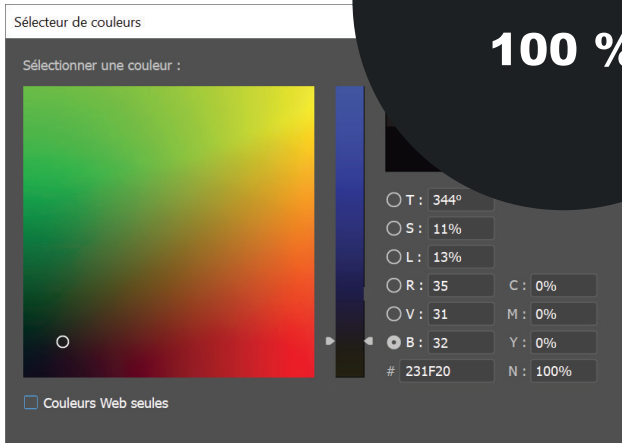 Sélecteur de couleurs
100 %
Sélectionner une couleur :
T : 344º
S : 11%
L : 13%
R : 35 C : 0%
V : 31 M : 0%
B : 32 Y : 0%
# 231F20 N : 100%
Couleurs Web seules